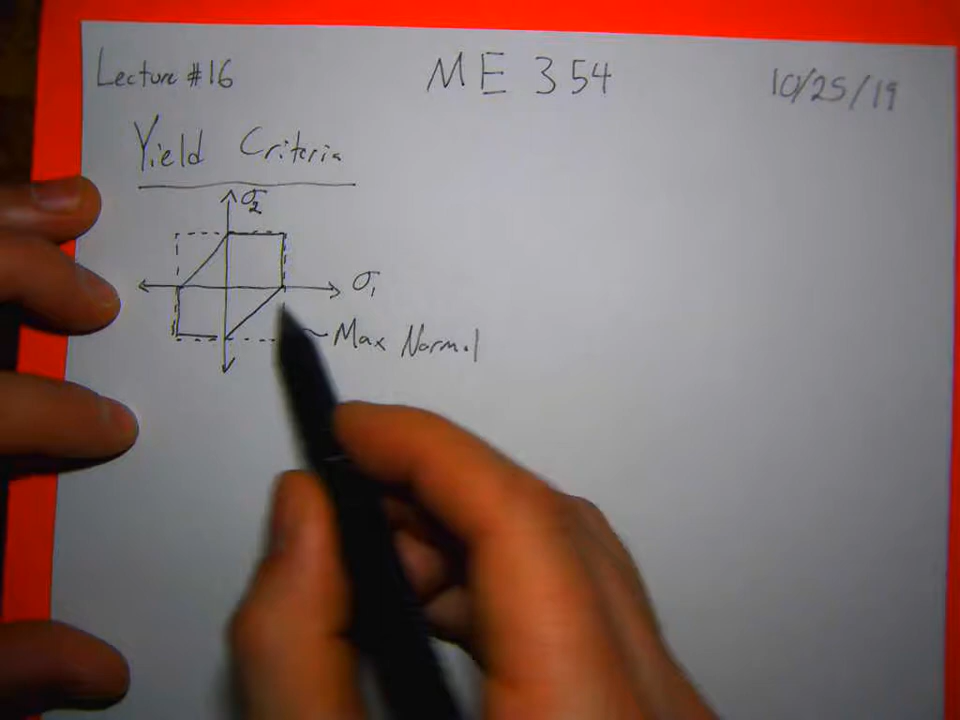 Lecture #16 ME 354 10/25/19
Yield Criteria
σ₂
σ₁
Max Normal